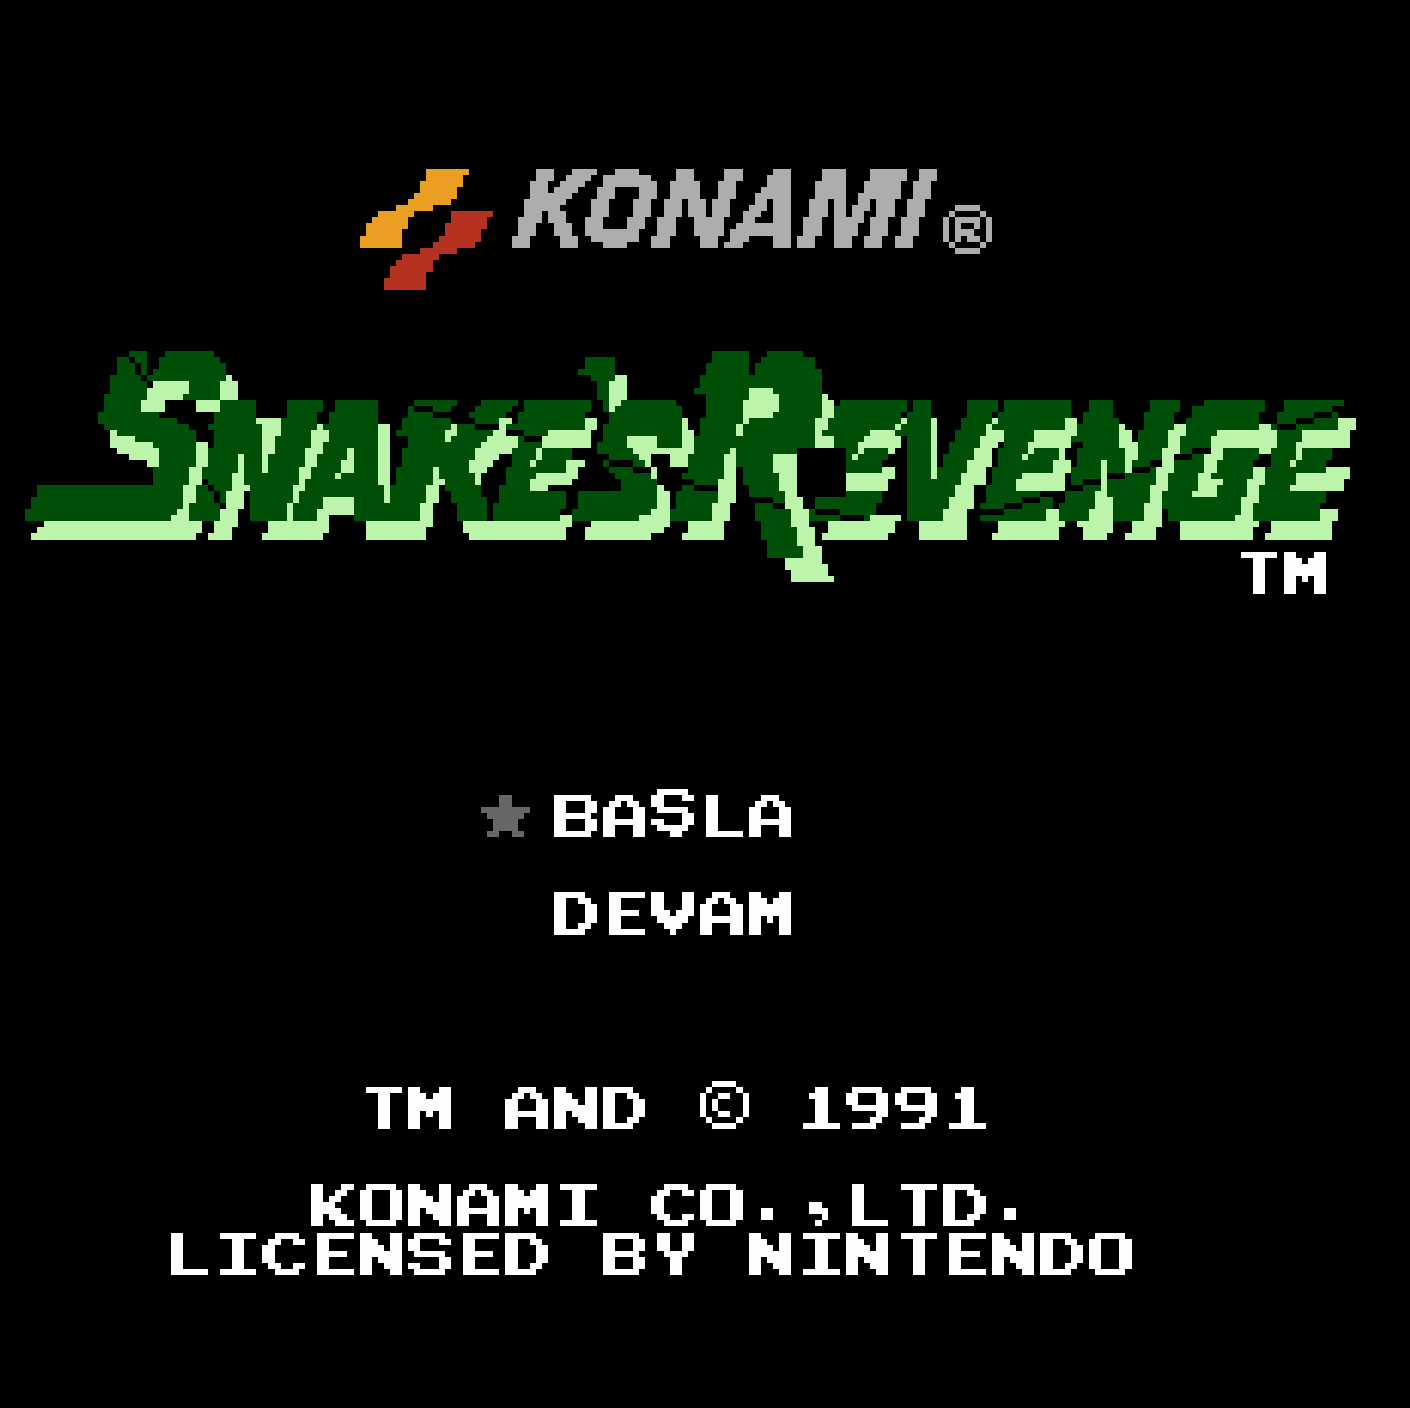 KONAMI®
SNAKE'S REVENGE
TM
BAŞLA
DEVAM
TM AND © 1991
KONAMI CO.,LTD.
LICENSED BY NINTENDO